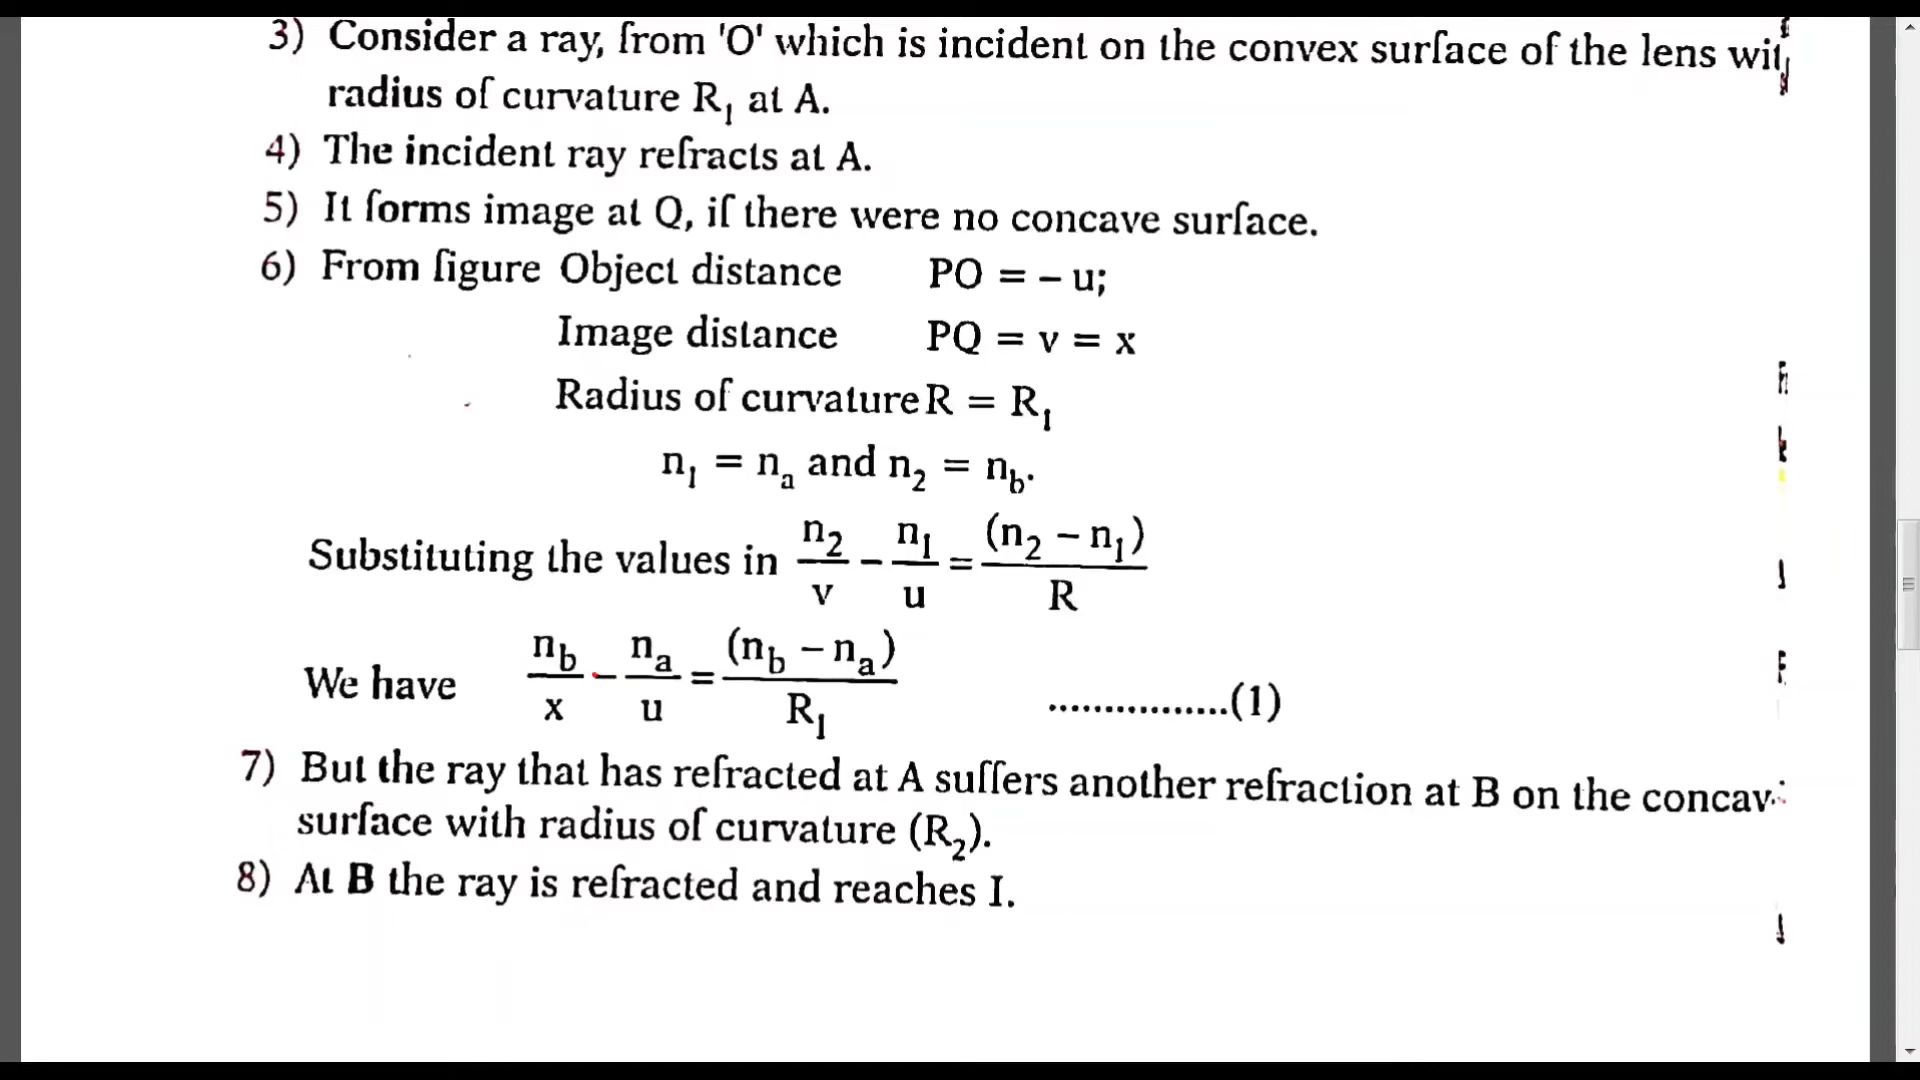 3) Consider a ray, from 'O' which is incident on the convex surface of the lens
radius of curvature R₁ at A.
4) The incident ray refracts at A.
5) It forms image at Q, if there were no concave surface.
6) From figure Object distance PO = – u;
Image distance PQ = v = x
Radius of curvature R = R₁
n₁ = nₐ and n₂ = n_b.
Substituting the values in n₂/v – n₁/u = (n₂ – n₁)/R
We have n_b/x – nₐ/u = (n_b – nₐ)/R₁ ................(1)
7) But the ray that has refracted at A suffers another refraction at B on the
surface with radius of curvature (R₂).
8) At B the ray is refracted and reaches I.